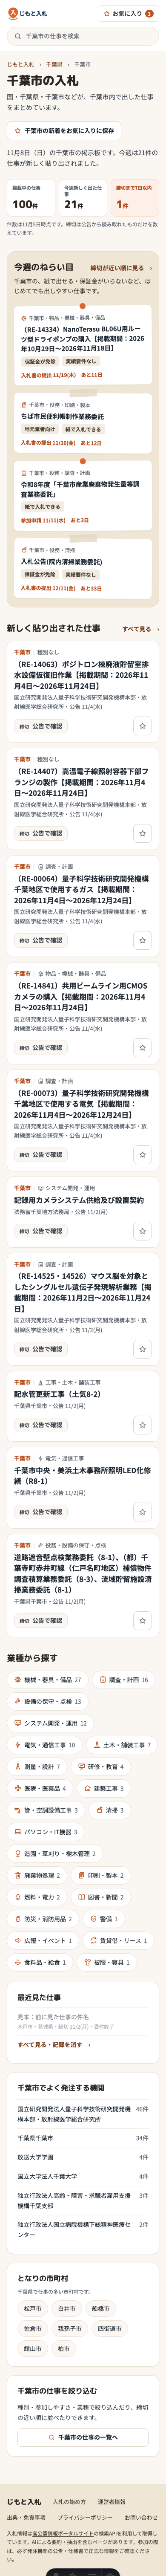 じもと入札
お気に入り 3
千葉市の仕事を検索
じもと入札 › 千葉県 › 千葉市
千葉市の入札
国・千葉県・千葉市などが、千葉市内で出した仕事をまとめています。
千葉市の新着をお気に入りに保存
11月8日（日）の千葉市の掲示板です。今週は21件の仕事が新しく貼り出されました。
掲載中の仕事
100件
今週新しく出た仕事
21件
締切まで7日以内
1件
件数は11月5日時点です。締切は公告から読み取れたものだけを数えています。
今週のねらい目
締切が近い順に見る ›
千葉市の、紙で出せる・保証金がいらないなど、はじめてでも出しやすい仕事です。
千葉市・物品・機械・器具・備品
（RE-14334）NanoTerasu BL06U用ルーツ型ドライポンプの購入【掲載期間：2026年10月29日～2026年11月18日】
保証金が免除
実績要件なし
入札書の提出 11/19(木) あと11日
千葉市・役務・印刷・製本
ちば市民便利帳制作業務委託
地元業者向け
紙で入札できる
入札書の提出 11/20(金) あと12日
千葉市・役務・調査・計画
令和8年度「千葉市産業廃棄物発生量等調査業務委託」
紙で入札できる
参加申請 11/11(水) あと3日
千葉市・役務・清掃
入札公告(院内清掃業務委託)
保証金が免除
実績要件なし
入札書の提出 12/11(金) あと33日
新しく貼り出された仕事
すべて見る ›
千葉市 種別なし
（RE-14063）ポジトロン棟廃液貯留室排水設備仮復旧作業【掲載期間：2026年11月4日～2026年11月24日】
国立研究開発法人量子科学技術研究開発機構本部・放射線医学総合研究所・公告 11/4(水)
締切 公告で確認
千葉市 種別なし
（RE-14407）高温電子線照射容器下部フランジの製作【掲載期間：2026年11月4日～2026年11月24日】
国立研究開発法人量子科学技術研究開発機構本部・放射線医学総合研究所・公告 11/4(水)
締切 公告で確認
千葉市 調査・計画
（RE-00064）量子科学技術研究開発機構千葉地区で使用するガス【掲載期間：2026年11月4日～2026年12月24日】
国立研究開発法人量子科学技術研究開発機構本部・放射線医学総合研究所・公告 11/4(水)
締切 公告で確認
千葉市 物品・機械・器具・備品
（RE-14841）共用ビームライン用CMOSカメラの購入【掲載期間：2026年11月4日～2026年11月24日】
国立研究開発法人量子科学技術研究開発機構本部・放射線医学総合研究所・公告 11/4(水)
締切 公告で確認
千葉市 調査・計画
（RE-00073）量子科学技術研究開発機構千葉地区で使用する電気【掲載期間：2026年11月4日～2026年12月24日】
国立研究開発法人量子科学技術研究開発機構本部・放射線医学総合研究所・公告 11/4(水)
締切 公告で確認
千葉市 システム開発・運用
記録用カメラシステム供給及び設置契約
法務省千葉地方法務局・公告 11/2(月)
締切 公告で確認
千葉市 調査・計画
（RE-14525・14526）マウス脳を対象としたシングルセル遺伝子発現解析業務【掲載期間：2026年11月2日～2026年11月24日】
国立研究開発法人量子科学技術研究開発機構本部・放射線医学総合研究所・公告 11/2(月)
締切 公告で確認
千葉市 工事・土木・舗装工事
配水管更新工事（土気8-2）
千葉県千葉市・公告 11/2(月)
締切 公告で確認
千葉市 電気・通信工事
千葉市中央・美浜土木事務所照明LED化修繕（R8-1）
千葉県千葉市・公告 11/2(月)
締切 公告で確認
千葉市 役務・設備の保守・点検
道路遊音壁点検業務委託（8-1）、（都）千葉寺町赤井町線（仁戸名町地区）補償物件調査積算業務委託（8-3）、流域貯留施設清掃業務委託（8-1）
千葉県千葉市・公告 11/2(月)
締切 公告で確認
業種から探す
機械・器具・備品 27
調査・計画 16
設備の保守・点検 13
システム開発・運用 12
電気・通信工事 10
土木・舗装工事 7
測量・設計 7
研修・教育 4
医療・医薬品 4
建築工事 3
管・空調設備工事 3
清掃 3
パソコン・IT機器 3
造園・草刈り・樹木管理 2
廃棄物処理 2
印刷・製本 2
燃料・電力 2
図書・新聞 2
防災・消防用品 2
警備 1
広報・イベント 1
賃貸借・リース 1
食料品・給食 1
被服・寝具 1
最近見た仕事
見本：前に見た仕事の件名
水戸市・茨城県・締切 11/2(月)・受付終了
すべて見る・記録を消す ›
千葉市でよく発注する機関
国立研究開発法人量子科学技術研究開発機構本部・放射線医学総合研究所 46件
千葉県千葉市 34件
放送大学学園 4件
国立大学法人千葉大学 4件
独立行政法人高齢・障害・求職者雇用支援機構千葉支部 3件
独立行政法人国立病院機構下総精神医療センター 2件
となりの市町村
千葉県で仕事の多い市町村です。
松戸市
白井市
船橋市
佐倉市
我孫子市
四街道市
館山市
柏市
千葉市の仕事を絞り込む
種別・参加しやすさ・業種で絞り込んだり、締切の近い順に並べたりできます。
千葉市の仕事の一覧へ
じもと入札
入札の始め方
運営者情報
出典・免責事項
プライバシーポリシー
お問い合わせ
入札情報は官公需情報ポータルサイトの検索APIを利用しております。AIによる要約・抽出を含むページがあります。参加の際は、必ず発注機関の公告・仕様書で正式な情報をご確認ください。